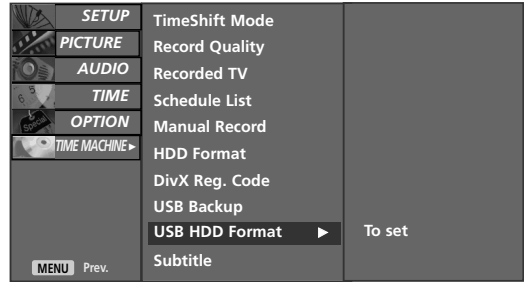 SETUP
PICTURE
AUDIO
TIME
OPTION
TIME MACHINE ►
TimeShift Mode
Record Quality
Recorded TV
Schedule List
Manual Record
HDD Format
DivX Reg. Code
USB Backup
USB HDD Format ►
Subtitle
To set
MENU Prev.